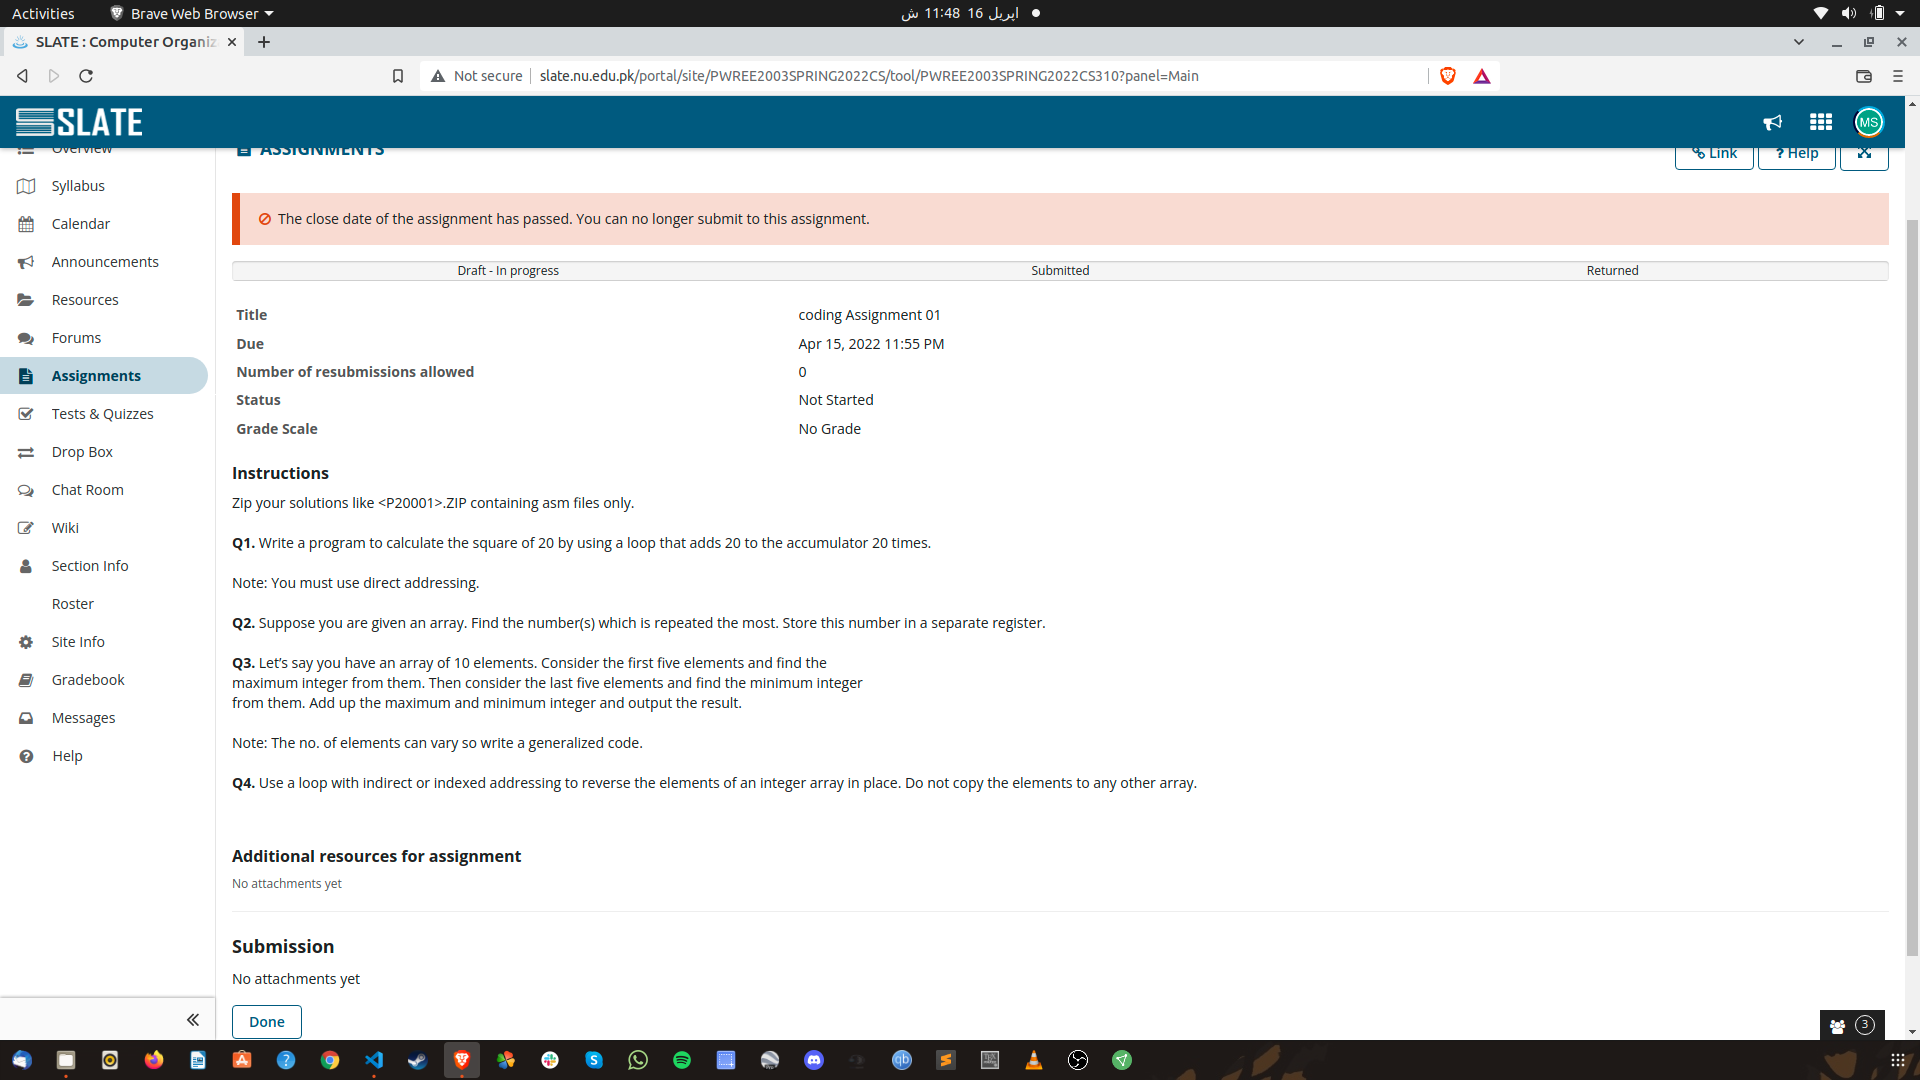 Activities
Brave Web Browser
اپریل 16  11:48 ش
SLATE : Computer Organiz
Not secure
slate.nu.edu.pk/portal/site/PWREE2003SPRING2022CS/tool/PWREE2003SPRING2022CS310?panel=Main
SLATE
MS
Overview
Syllabus
Calendar
Announcements
Resources
Forums
Assignments
Tests & Quizzes
Drop Box
Chat Room
Wiki
Section Info
Roster
Site Info
Gradebook
Messages
Help
ASSIGNMENTS
Link
? Help
The close date of the assignment has passed. You can no longer submit to this assignment.
Draft - In progress
Submitted
Returned
Title
coding Assignment 01
Due
Apr 15, 2022 11:55 PM
Number of resubmissions allowed
0
Status
Not Started
Grade Scale
No Grade
Instructions
Zip your solutions like <P20001>.ZIP containing asm files only.
Q1. Write a program to calculate the square of 20 by using a loop that adds 20 to the accumulator 20 times.
Note: You must use direct addressing.
Q2. Suppose you are given an array. Find the number(s) which is repeated the most. Store this number in a separate register.
Q3. Let's say you have an array of 10 elements. Consider the first five elements and find the
maximum integer from them. Then consider the last five elements and find the minimum integer
from them. Add up the maximum and minimum integer and output the result.
Note: The no. of elements can vary so write a generalized code.
Q4. Use a loop with indirect or indexed addressing to reverse the elements of an integer array in place. Do not copy the elements to any other array.
Additional resources for assignment
No attachments yet
Submission
No attachments yet
Done
3